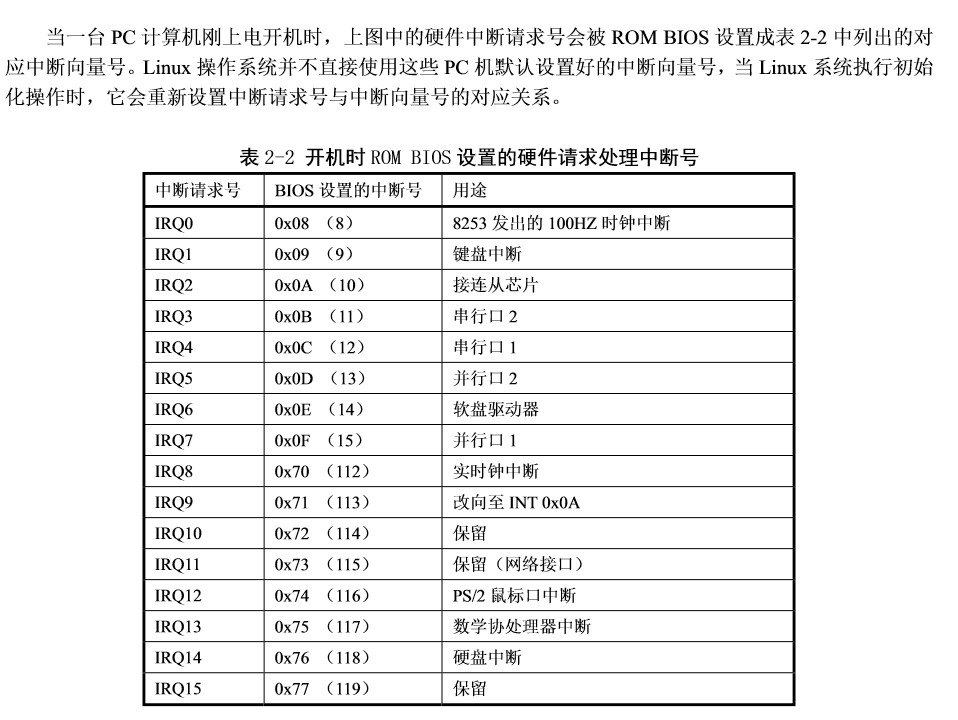 当一台 PC 计算机刚上电开机时，上图中的硬件中断请求号会被 ROM BIOS 设置成表 2-2 中列出的对
应中断向量号。Linux 操作系统并不直接使用这些 PC 机默认设置好的中断向量号，当 Linux 系统执行初始
化操作时，它会重新设置中断请求号与中断向量号的对应关系。
表 2-2 开机时 ROM BIOS 设置的硬件请求处理中断号
中断请求号 BIOS 设置的中断号 用途
IRQ0 0x08 （8） 8253 发出的 100HZ 时钟中断
IRQ1 0x09 （9） 键盘中断
IRQ2 0x0A （10） 接连从芯片
IRQ3 0x0B （11） 串行口 2
IRQ4 0x0C （12） 串行口 1
IRQ5 0x0D （13） 并行口 2
IRQ6 0x0E （14） 软盘驱动器
IRQ7 0x0F （15） 并行口 1
IRQ8 0x70 （112） 实时钟中断
IRQ9 0x71 （113） 改向至 INT 0x0A
IRQ10 0x72 （114） 保留
IRQ11 0x73 （115） 保留（网络接口）
IRQ12 0x74 （116） PS/2 鼠标口中断
IRQ13 0x75 （117） 数学协处理器中断
IRQ14 0x76 （118） 硬盘中断
IRQ15 0x77 （119） 保留